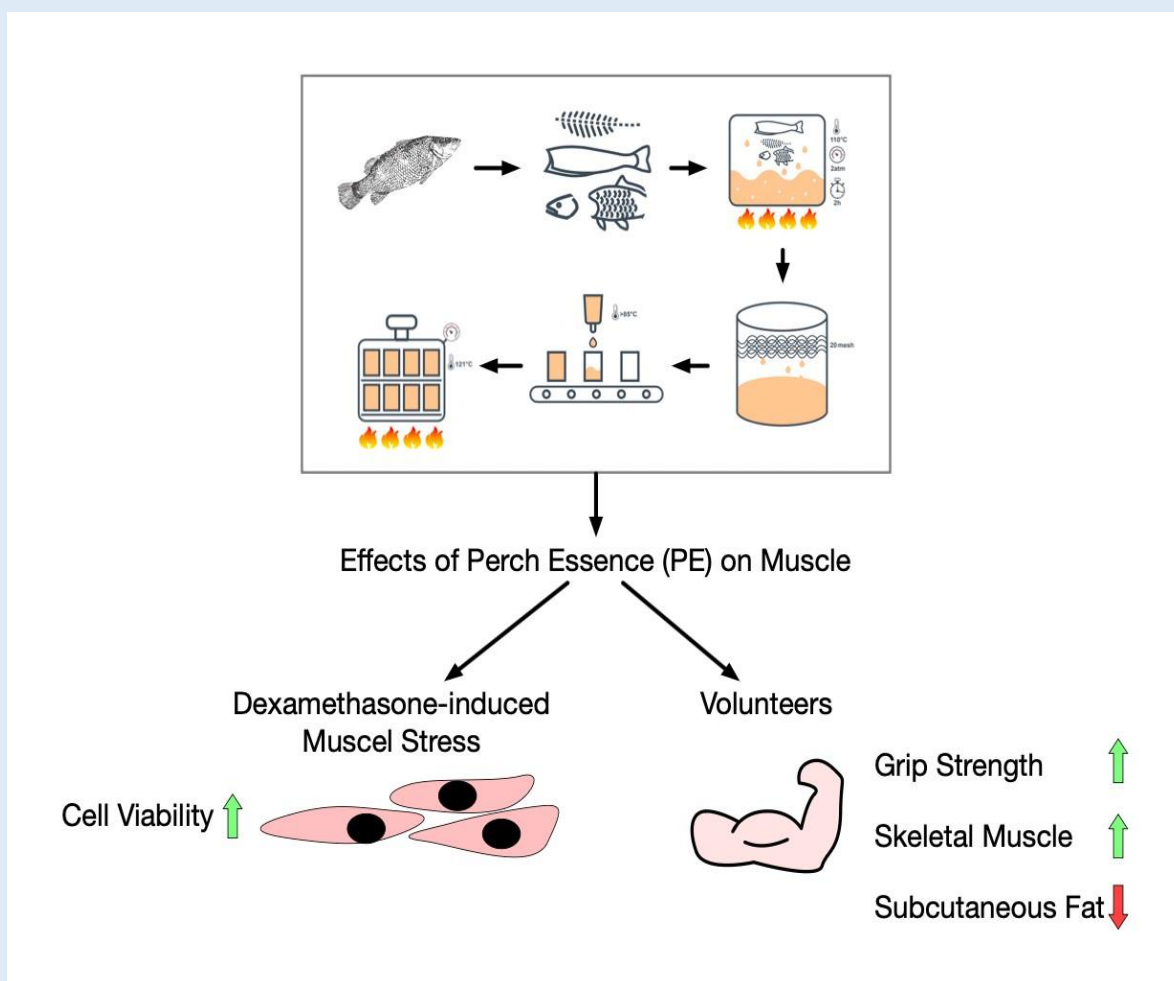 110°C
2atm
2h
20 mesh
>85°C
121°C
Effects of Perch Essence (PE) on Muscle
Dexamethasone-induced
Muscel Stress
Cell Viability
Volunteers
Grip Strength
Skeletal Muscle
Subcutaneous Fat